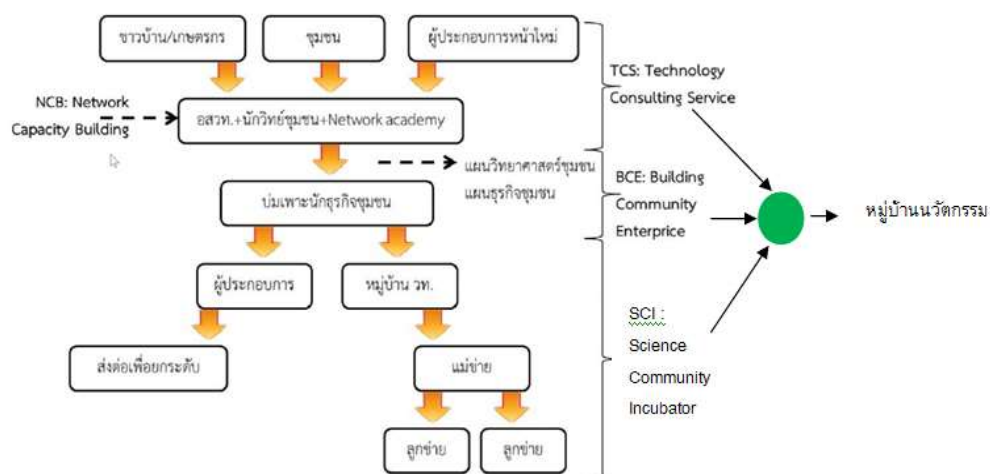 ชาวบ้าน/เกษตรกร
ชุมชน
ผู้ประกอบการหน้าใหม่
TCS: Technology
Consulting Service
NCB: Network
Capacity Building
อสวท.+นักวิทย์ชุมชน+Network academy
แผนวิทยาศาสตร์ชุมชน
แผนธุรกิจชุมชน
BCE: Building
Community
Enterprice
หมู่บ้านนวัตกรรม
บ่มเพาะนักธุรกิจชุมชน
ผู้ประกอบการ
หมู่บ้าน วท.
SCI :
Science
Community
Incubator
ส่งต่อเพื่อยกระดับ
แม่ข่าย
ลูกข่าย
ลูกข่าย